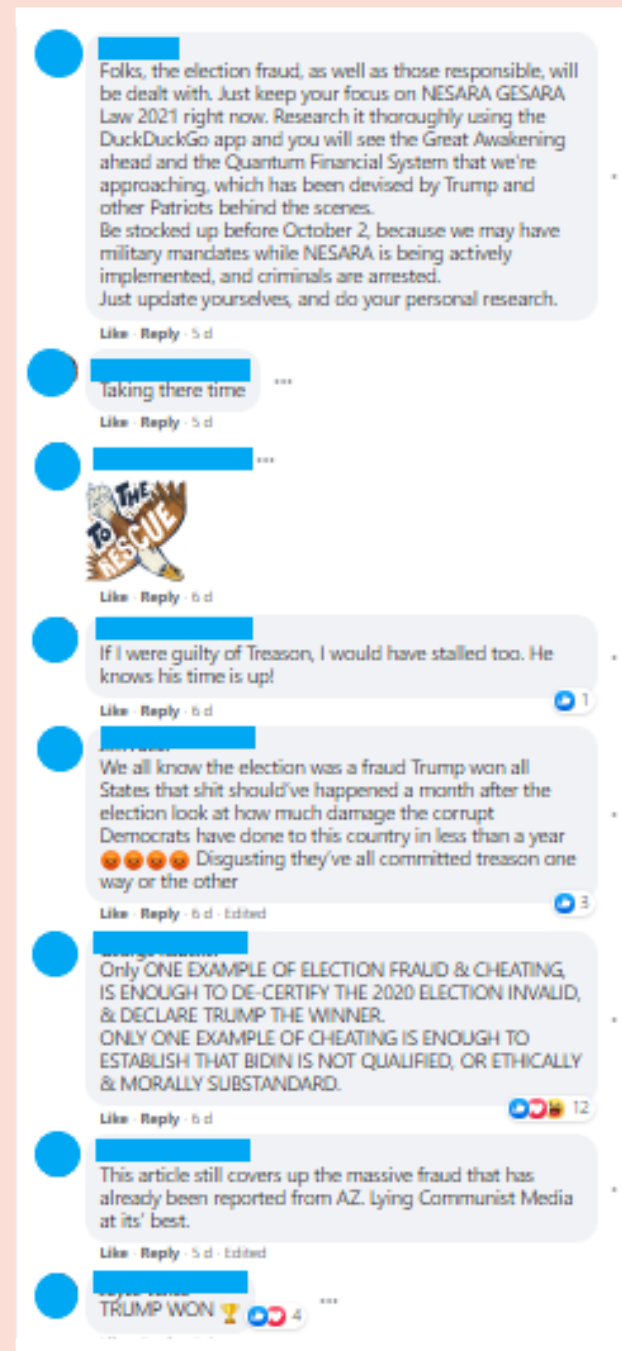 Folks, the election fraud, as well as those responsible, will
be dealt with. Just keep your focus on NESARA GESARA
Law 2021 right now. Research it thoroughly using the
DuckDuckGo app and you will see the Great Awakening
ahead and the Quantum Financial System that we're
approaching, which has been devised by Trump and
other Patriots behind the scenes.
Be stocked up before October 2, because we may have
military mandates while NESARA is being actively
implemented, and criminals are arrested.
Just update yourselves, and do your personal research.
Like · Reply · 5 d
Taking there time
Like · Reply · 5 d
TO THE
RESCUE
Like · Reply · 6 d
If I were guilty of Treason, I would have stalled too. He
knows his time is up!
1
Like · Reply · 6 d
We all know the election was a fraud Trump won all
States that shit should've happened a month after the
election look at how much damage the corrupt
Democrats have done to this country in less than a year
😡😡😡😡 Disgusting they've all committed treason one
way or the other
3
Like · Reply · 6 d · Edited
Only ONE EXAMPLE OF ELECTION FRAUD & CHEATING,
IS ENOUGH TO DE-CERTIFY THE 2020 ELECTION INVALID,
& DECLARE TRUMP THE WINNER.
ONLY ONE EXAMPLE OF CHEATING IS ENOUGH TO
ESTABLISH THAT BIDIN IS NOT QUALIFIED, OR ETHICALLY
& MORALLY SUBSTANDARD.
12
Like · Reply · 6 d
This article still covers up the massive fraud that has
already been reported from AZ. Lying Communist Media
at its' best.
Like · Reply · 5 d · Edited
TRUMP WON 🏆 4